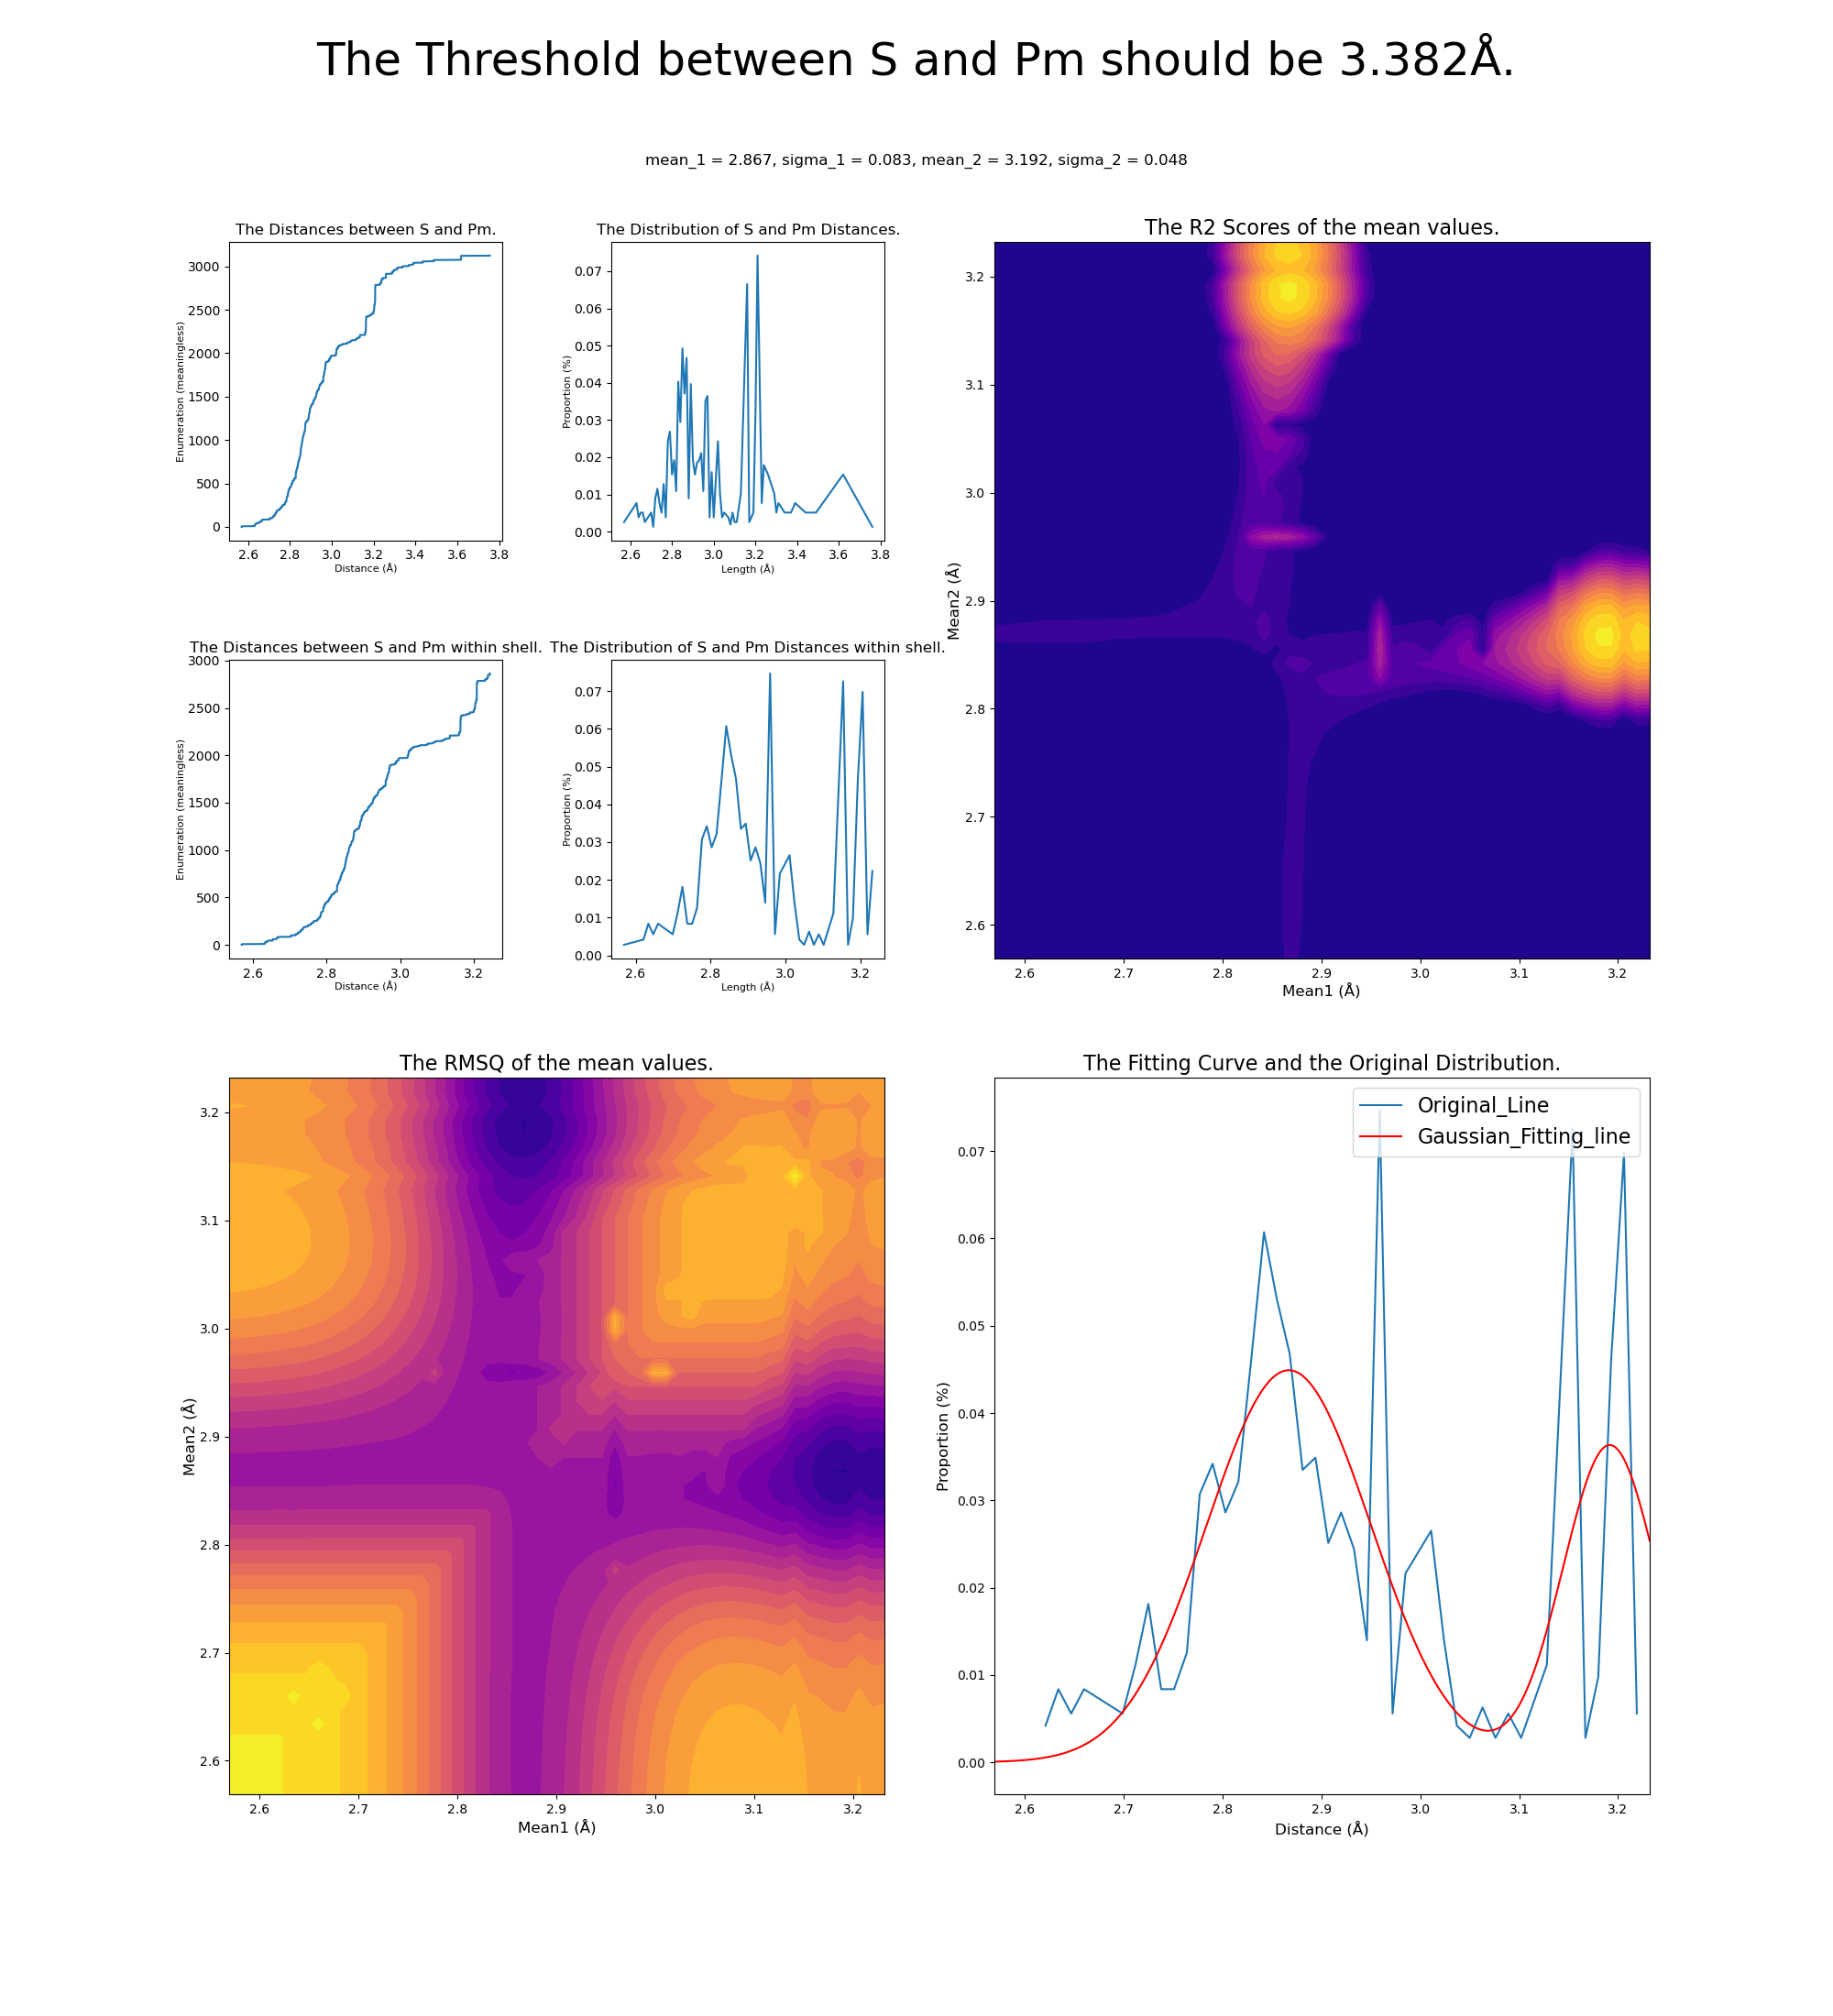 The Threshold between S and Pm should be 3.382Å.
mean_1 = 2.867, sigma_1 = 0.083, mean_2 = 3.192, sigma_2 = 0.048
The Distances between S and Pm.
Enumeration (meaningless)
3000
2500
2000
1500
1000
500
0
2.6 2.8 3.0 3.2 3.4 3.6 3.8
Distance (Å)
The Distribution of S and Pm Distances.
Proportion (%)
0.07
0.06
0.05
0.04
0.03
0.02
0.01
0.00
2.6 2.8 3.0 3.2 3.4 3.6 3.8
Length (Å)
The R2 Scores of the mean values.
Mean2 (Å)
3.2
3.1
3.0
2.9
2.8
2.7
2.6
2.6 2.7 2.8 2.9 3.0 3.1 3.2
Mean1 (Å)
The Distances between S and Pm within shell.
Enumeration (meaningless)
3000
2500
2000
1500
1000
500
0
2.6 2.8 3.0 3.2
Distance (Å)
The Distribution of S and Pm Distances within shell.
Proportion (%)
0.07
0.06
0.05
0.04
0.03
0.02
0.01
0.00
2.6 2.8 3.0 3.2
Length (Å)
The RMSQ of the mean values.
Mean2 (Å)
3.2
3.1
3.0
2.9
2.8
2.7
2.6
2.6 2.7 2.8 2.9 3.0 3.1 3.2
Mean1 (Å)
The Fitting Curve and the Original Distribution.
Original_Line
Gaussian_Fitting_line
Proportion (%)
0.07
0.06
0.05
0.04
0.03
0.02
0.01
0.00
2.6 2.7 2.8 2.9 3.0 3.1 3.2
Distance (Å)